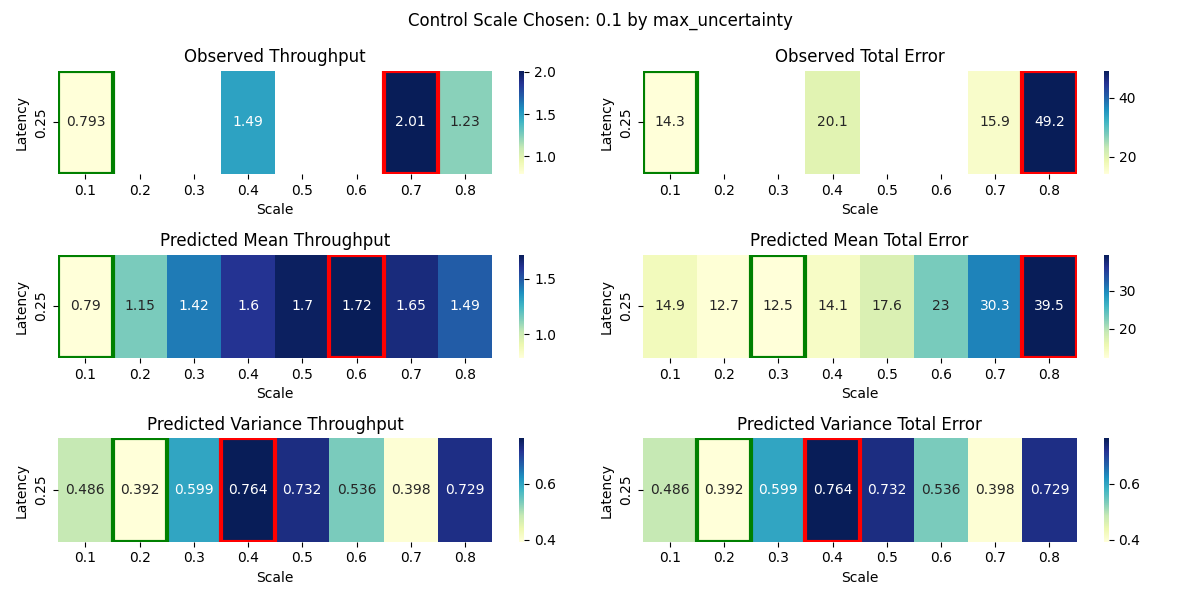 Control Scale Chosen: 0.1 by max_uncertainty
Observed Throughput
Latency
0.25
0.793 1.49 2.01 1.23
0.1 0.2 0.3 0.4 0.5 0.6 0.7 0.8
Scale
2.0
1.5
1.0
Observed Total Error
Latency
0.25
14.3 20.1 15.9 49.2
0.1 0.2 0.3 0.4 0.5 0.6 0.7 0.8
Scale
40
20
Predicted Mean Throughput
Latency
0.25
0.79 1.15 1.42 1.6 1.7 1.72 1.65 1.49
0.1 0.2 0.3 0.4 0.5 0.6 0.7 0.8
Scale
1.5
1.0
Predicted Mean Total Error
Latency
0.25
14.9 12.7 12.5 14.1 17.6 23 30.3 39.5
0.1 0.2 0.3 0.4 0.5 0.6 0.7 0.8
Scale
30
20
Predicted Variance Throughput
Latency
0.25
0.486 0.392 0.599 0.764 0.732 0.536 0.398 0.729
0.1 0.2 0.3 0.4 0.5 0.6 0.7 0.8
Scale
0.6
0.4
Predicted Variance Total Error
Latency
0.25
0.486 0.392 0.599 0.764 0.732 0.536 0.398 0.729
0.1 0.2 0.3 0.4 0.5 0.6 0.7 0.8
Scale
0.6
0.4